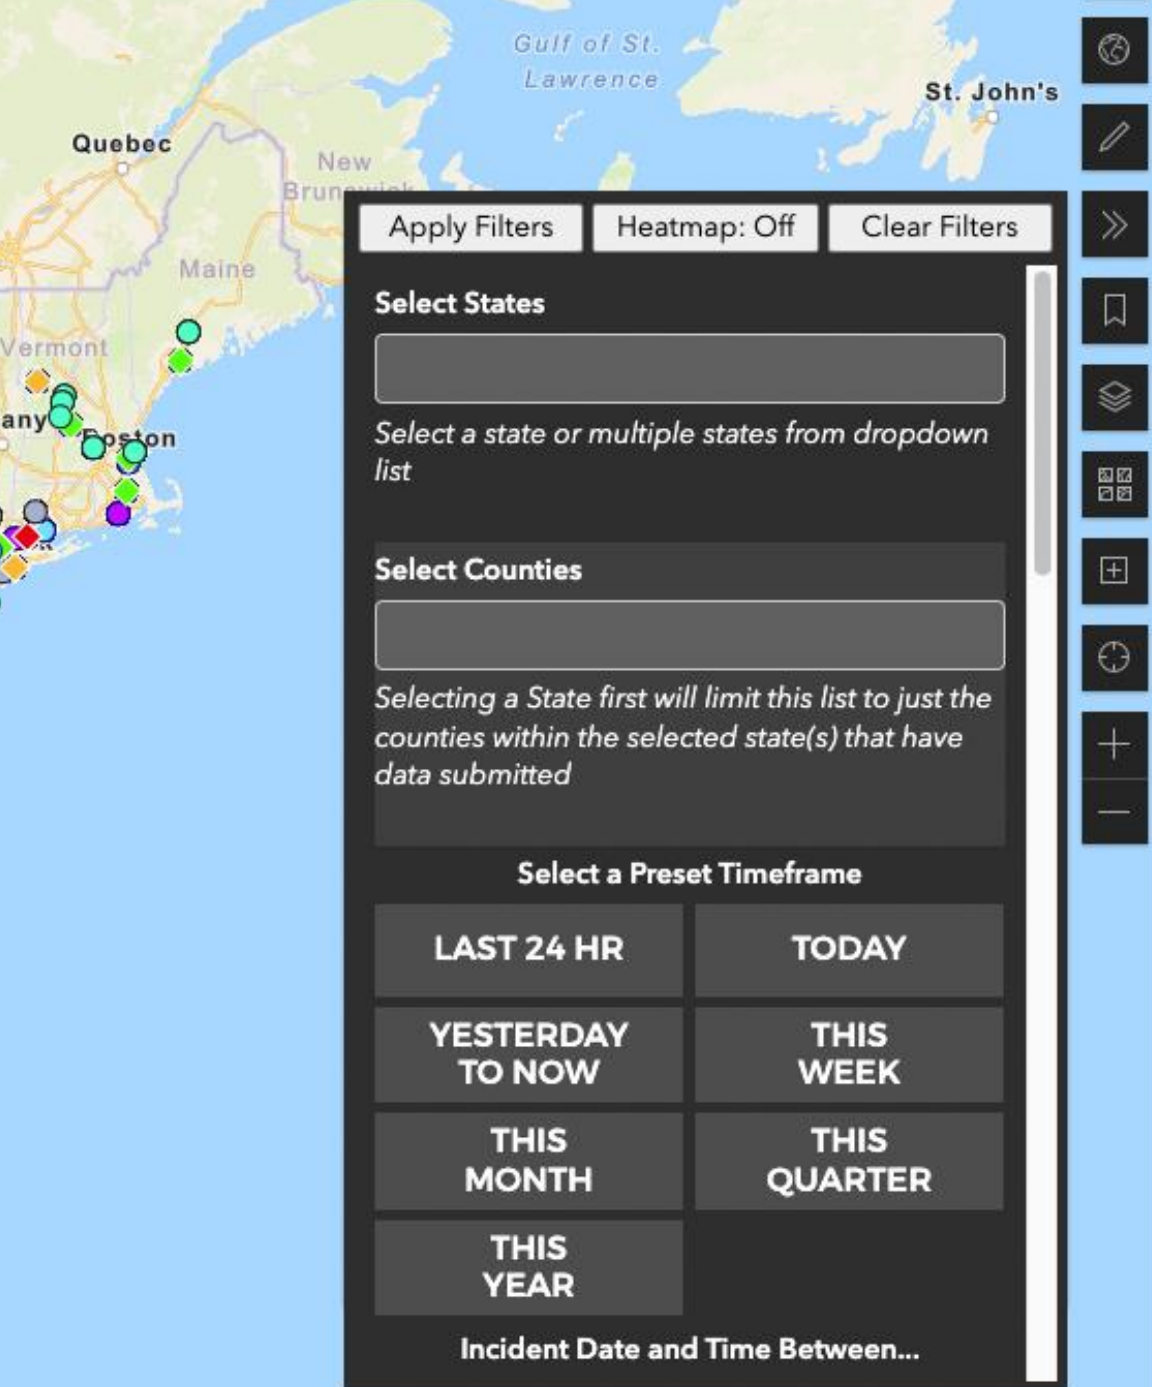 Gulf of St.
Lawrence
St. John's
Quebec
New
Brunswick
Maine
Vermont
any
Boston
Apply Filters
Heatmap: Off
Clear Filters
Select States
Select a state or multiple states from dropdown
list
Select Counties
Selecting a State first will limit this list to just the
counties within the selected state(s) that have
data submitted
Select a Preset Timeframe
LAST 24 HR
TODAY
YESTERDAY
TO NOW
THIS
WEEK
THIS
MONTH
THIS
QUARTER
THIS
YEAR
Incident Date and Time Between...